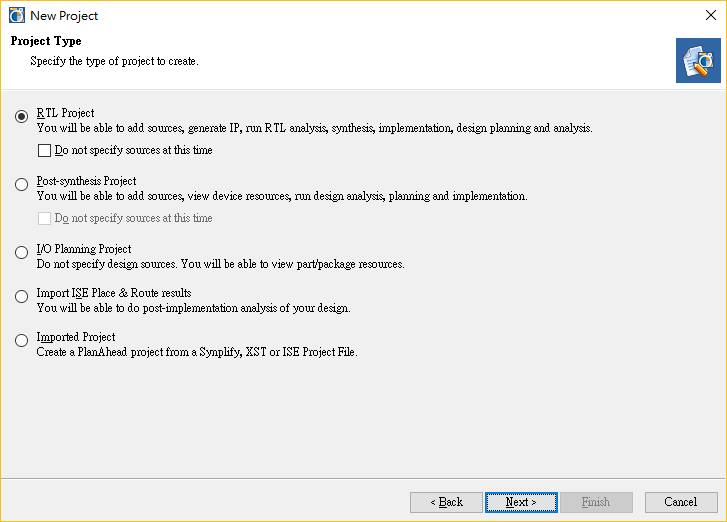 New Project
Project Type
Specify the type of project to create.
RTL Project
You will be able to add sources, generate IP, run RTL analysis, synthesis, implementation, design planning and analysis.
Do not specify sources at this time
Post-synthesis Project
You will be able to add sources, view device resources, run design analysis, planning and implementation.
Do not specify sources at this time
I/O Planning Project
Do not specify design sources. You will be able to view part/package resources.
Import ISE Place & Route results
You will be able to do post-implementation analysis of your design.
Imported Project
Create a PlanAhead project from a Synplify, XST or ISE Project File.
< Back Next > Finish Cancel